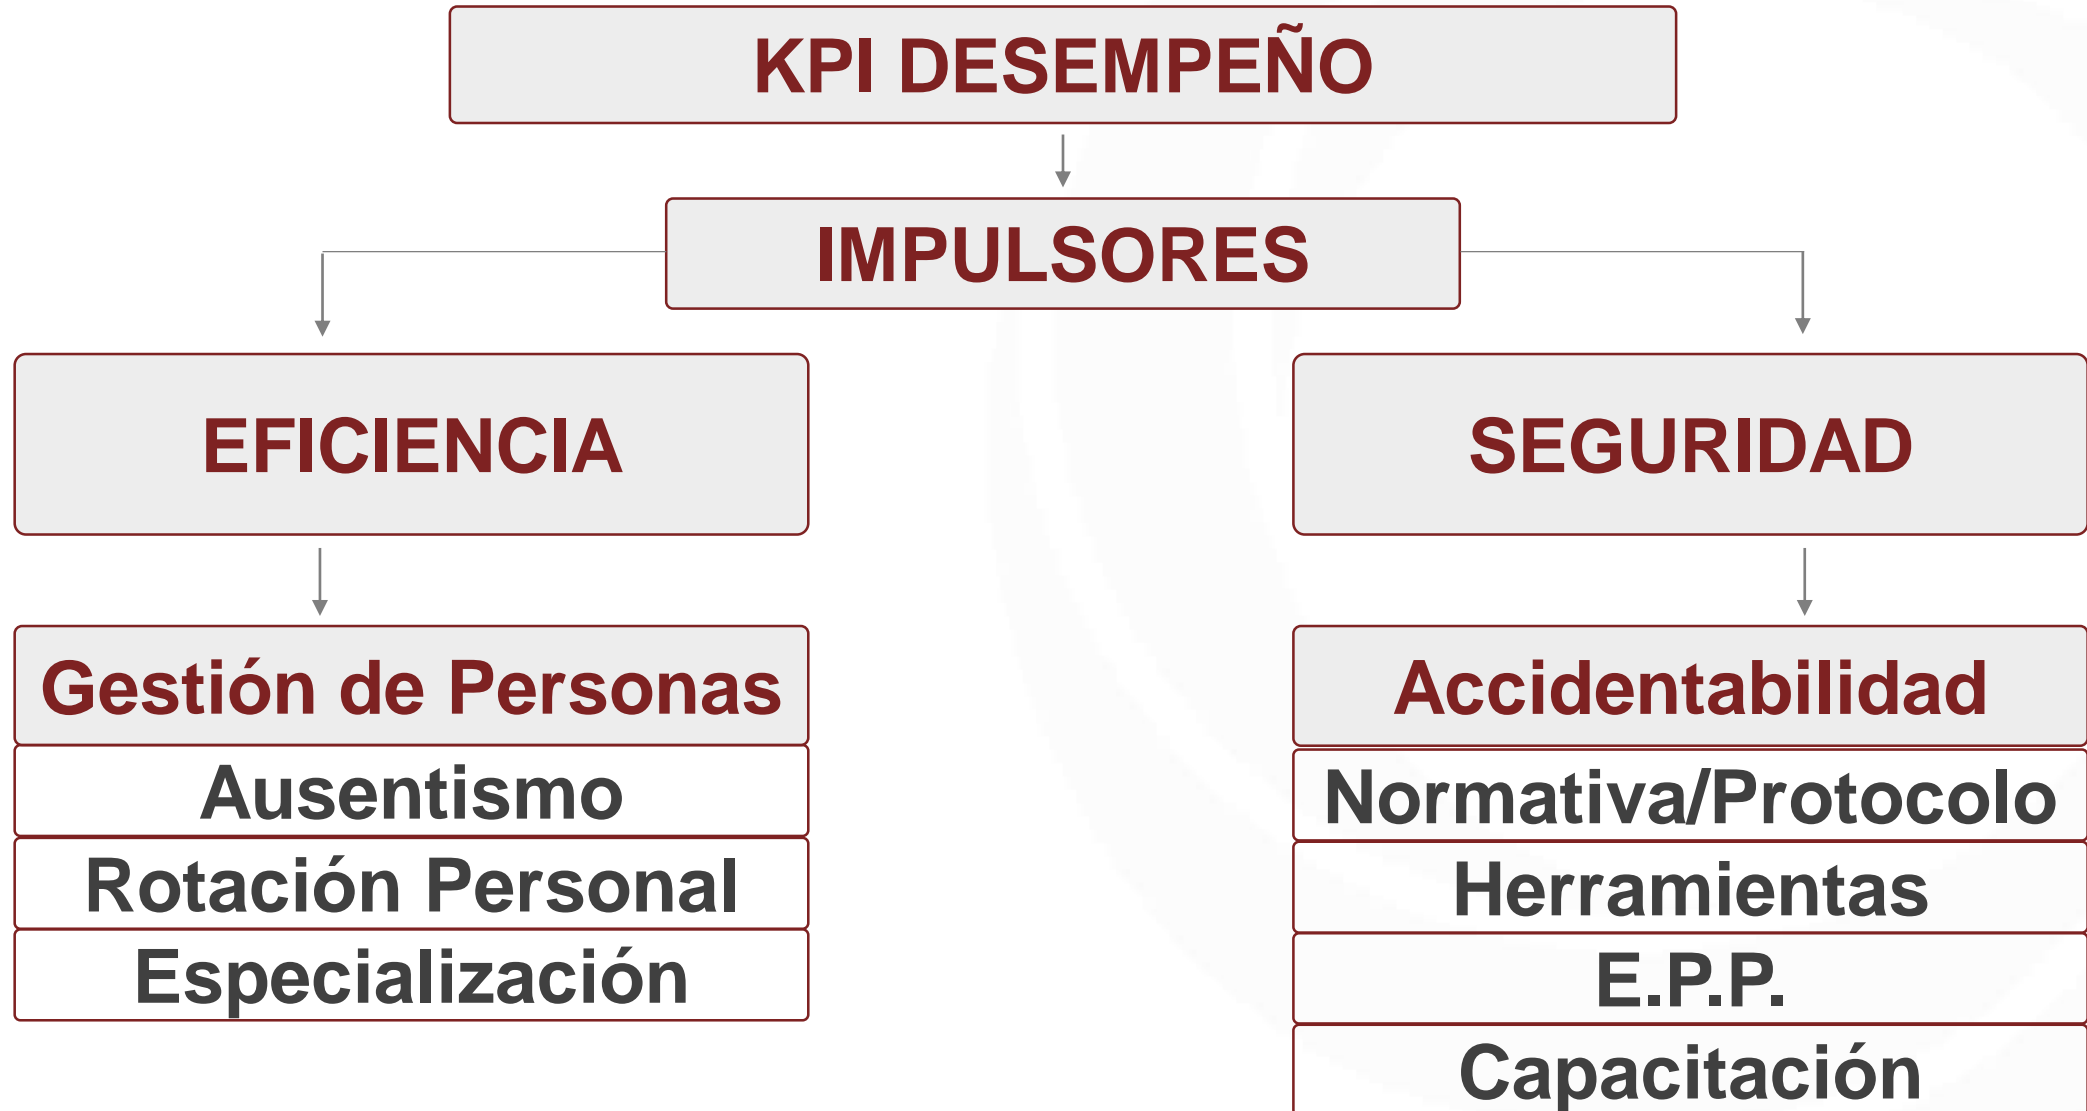 KPI DESEMPEÑO
IMPULSORES
EFICIENCIA
SEGURIDAD
Gestión de Personas
Ausentismo
Rotación Personal
Especialización
Accidentabilidad
Normativa/Protocolo
Herramientas
E.P.P.
Capacitación